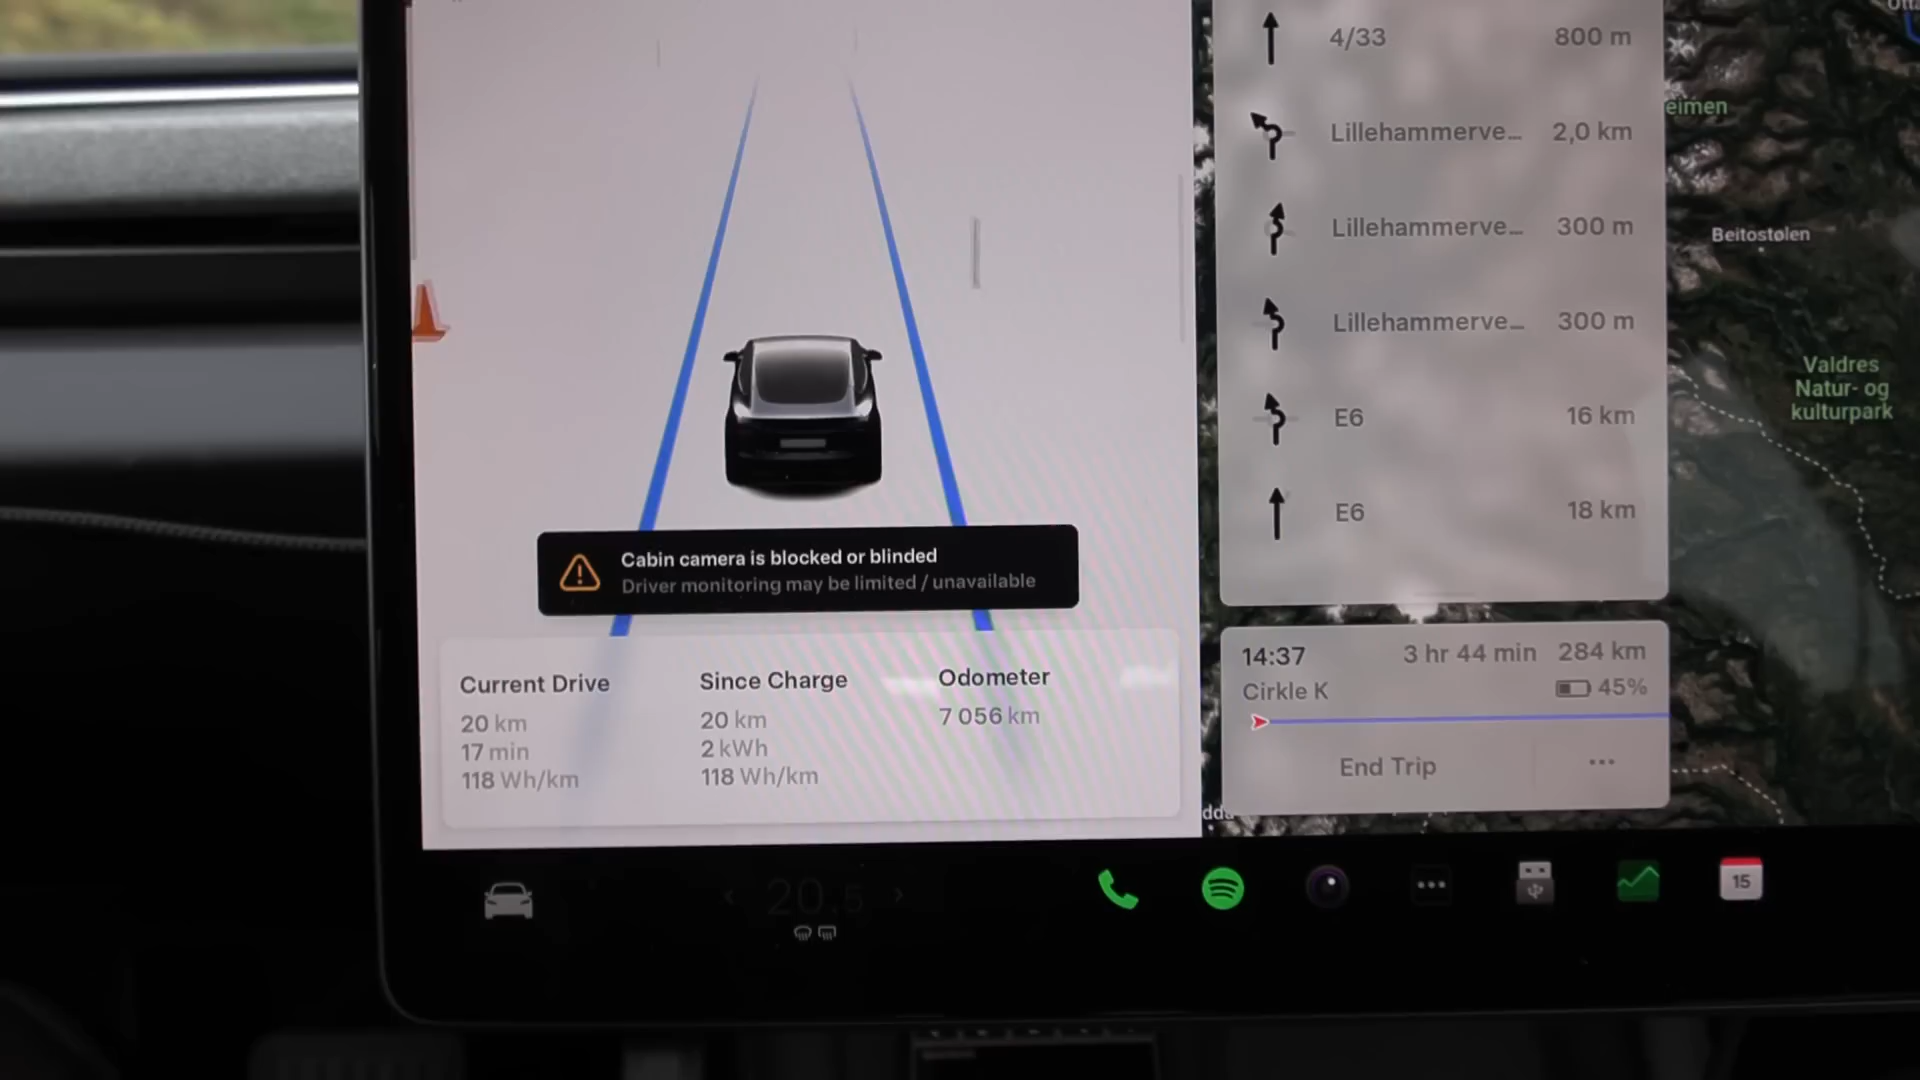 Cabin camera is blocked or blinded
Driver monitoring may be limited / unavailable
Current Drive
20 km
17 min
118 Wh/km
Since Charge
20 km
2 kWh
118 Wh/km
Odometer
7 056 km
20.5
4/33 800 m
Lillehammerve... 2,0 km
Lillehammerve... 300 m
Lillehammerve... 300 m
E6 16 km
E6 18 km
14:37 3 hr 44 min 284 km
Cirkle K 45%
End Trip
...
eimen
Beitostølen
Valdres
Natur- og
kulturpark
15